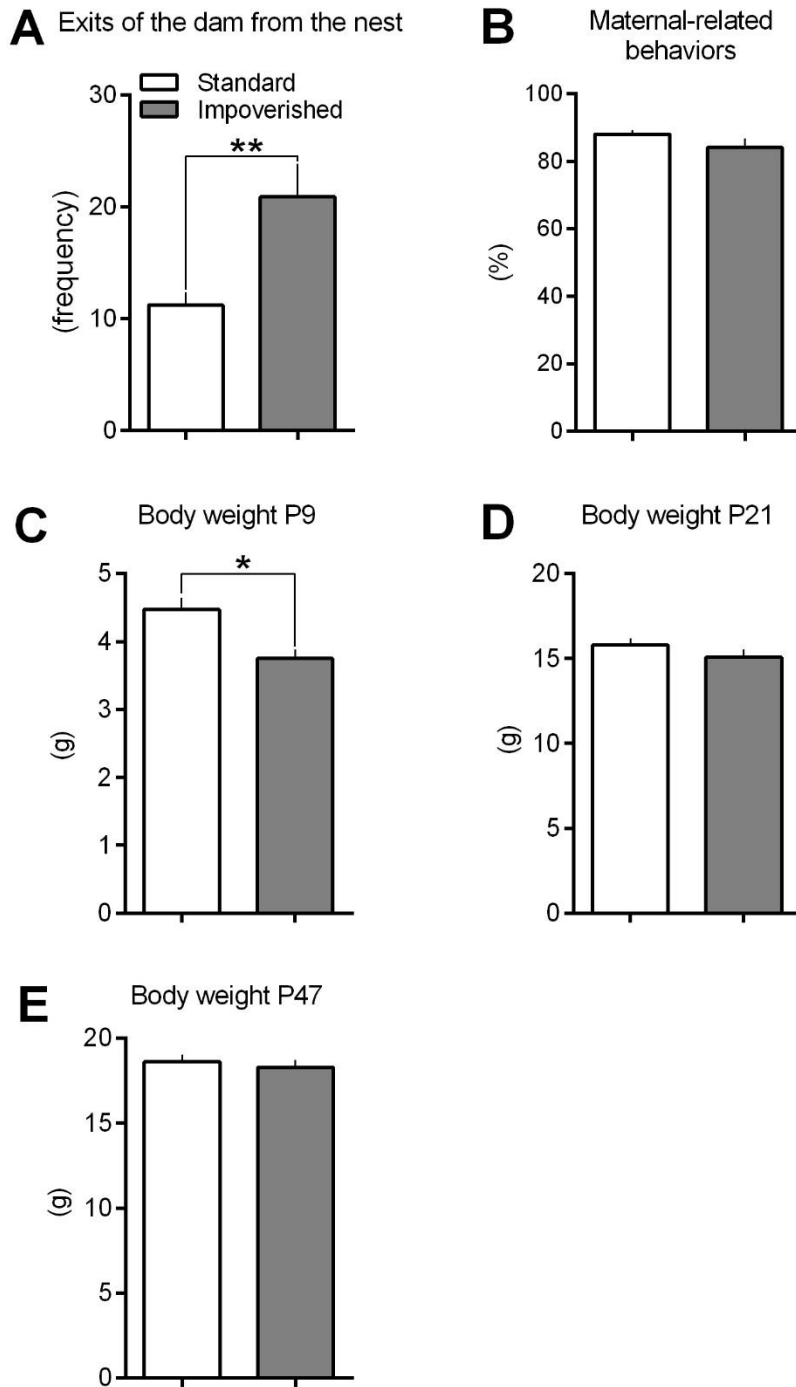 A Exits of the dam from the nest
Standard
Impoverished
30
20
10
0
(frequency)
**
B Maternal-related
behaviors
100
80
60
40
20
0
(%)
C Body weight P9
5
4
3
2
1
0
(g)
*
D Body weight P21
20
15
10
5
0
(g)
E Body weight P47
20
15
10
5
0
(g)